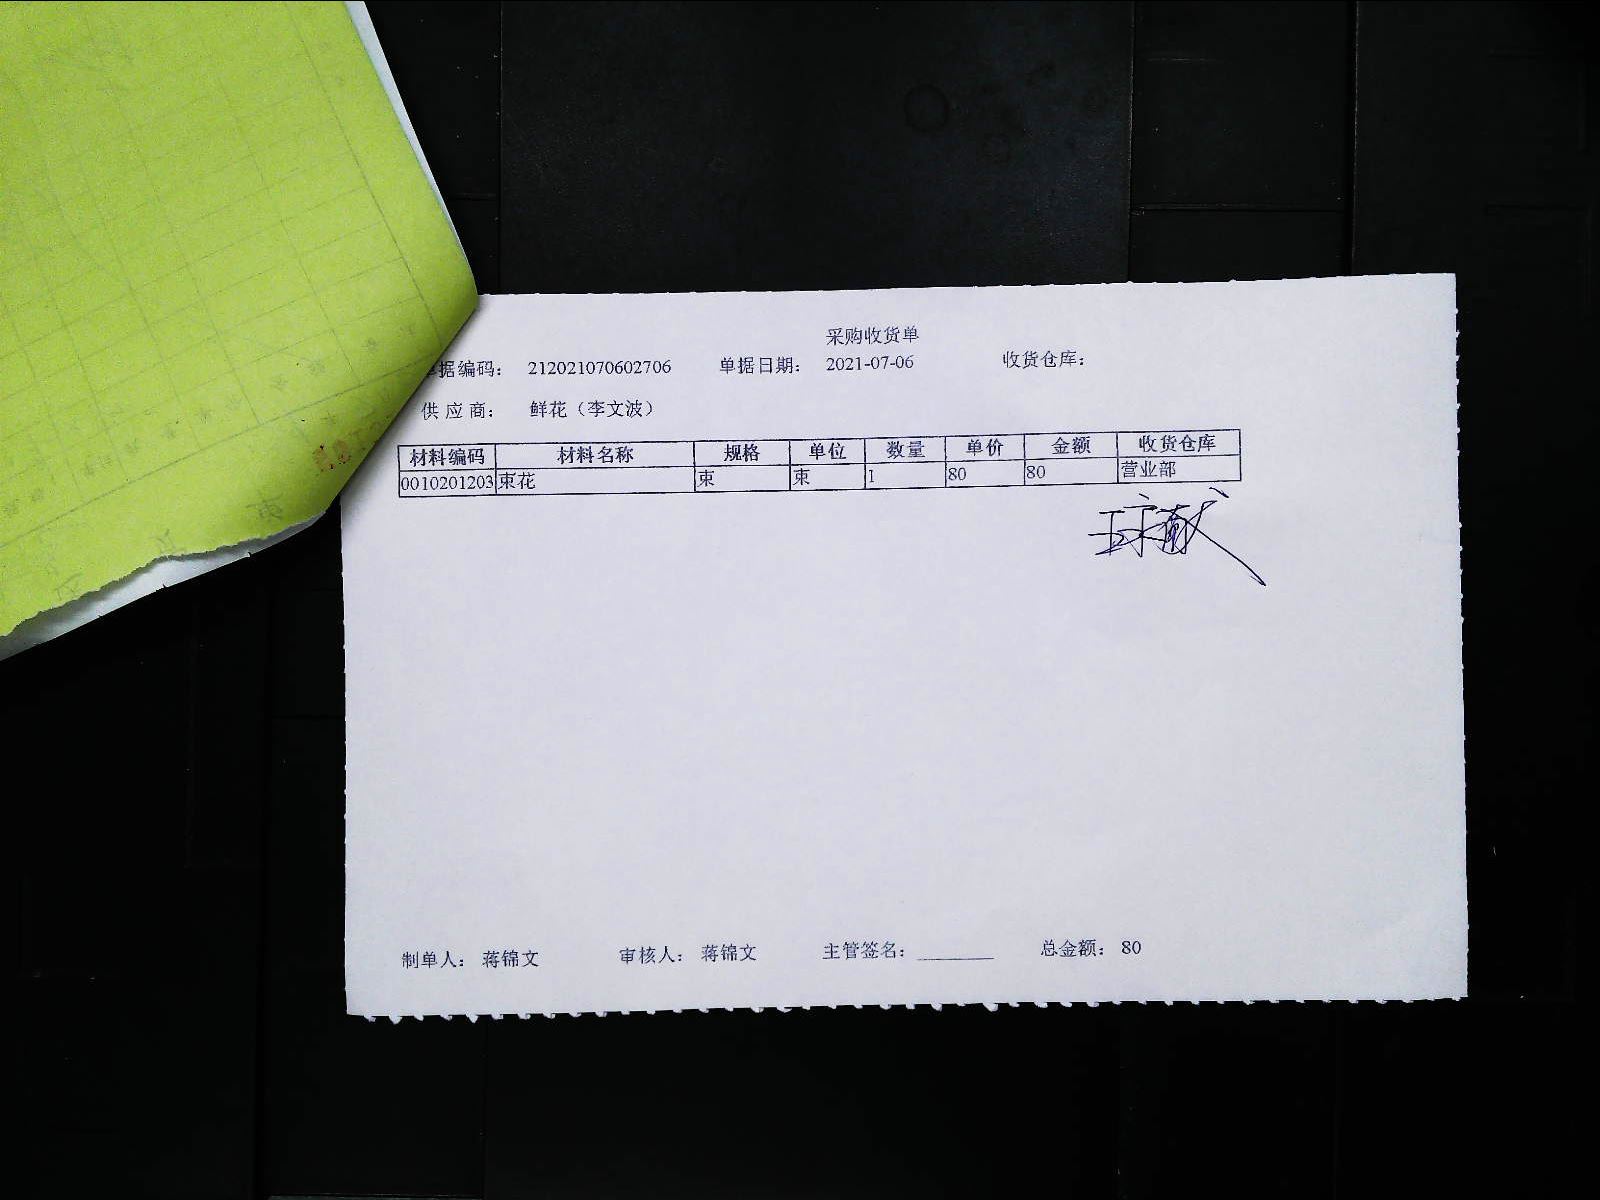 采购收货单
据编码： 212021070602706 单据日期： 2021-07-06 收货仓库：
供应商： 鲜花（李文波）
材料编码 材料名称 规格 单位 数量 单价 金额 收货仓库
0010201203 束花 束 束 1 80 80 营业部
制单人： 蒋锦文 审核人： 蒋锦文 主管签名： 总金额： 80